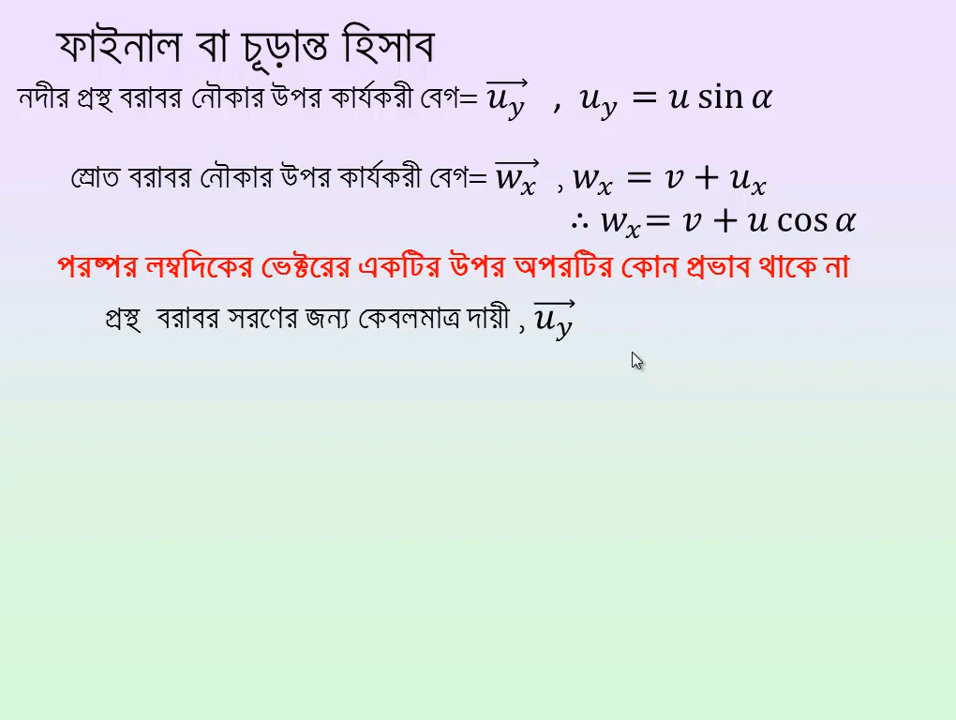 ফাইনাল বা চূড়ান্ত হিসাব
নদীর প্রস্থ বরাবর নৌকার উপর কার্যকরী বেগ= $\overrightarrow{u_y}$ , $u_y = u \sin \alpha$
স্রোত বরাবর নৌকার উপর কার্যকরী বেগ= $\overrightarrow{w_x}$ , $w_x = v + u_x$
$\therefore w_x = v + u \cos \alpha$
পরষ্পর লম্বদিকের ভেক্টরের একটির উপর অপরটির কোন প্রভাব থাকে না
প্রস্থ বরাবর সরণের জন্য কেবলমাত্র দায়ী , $\overrightarrow{u_y}$